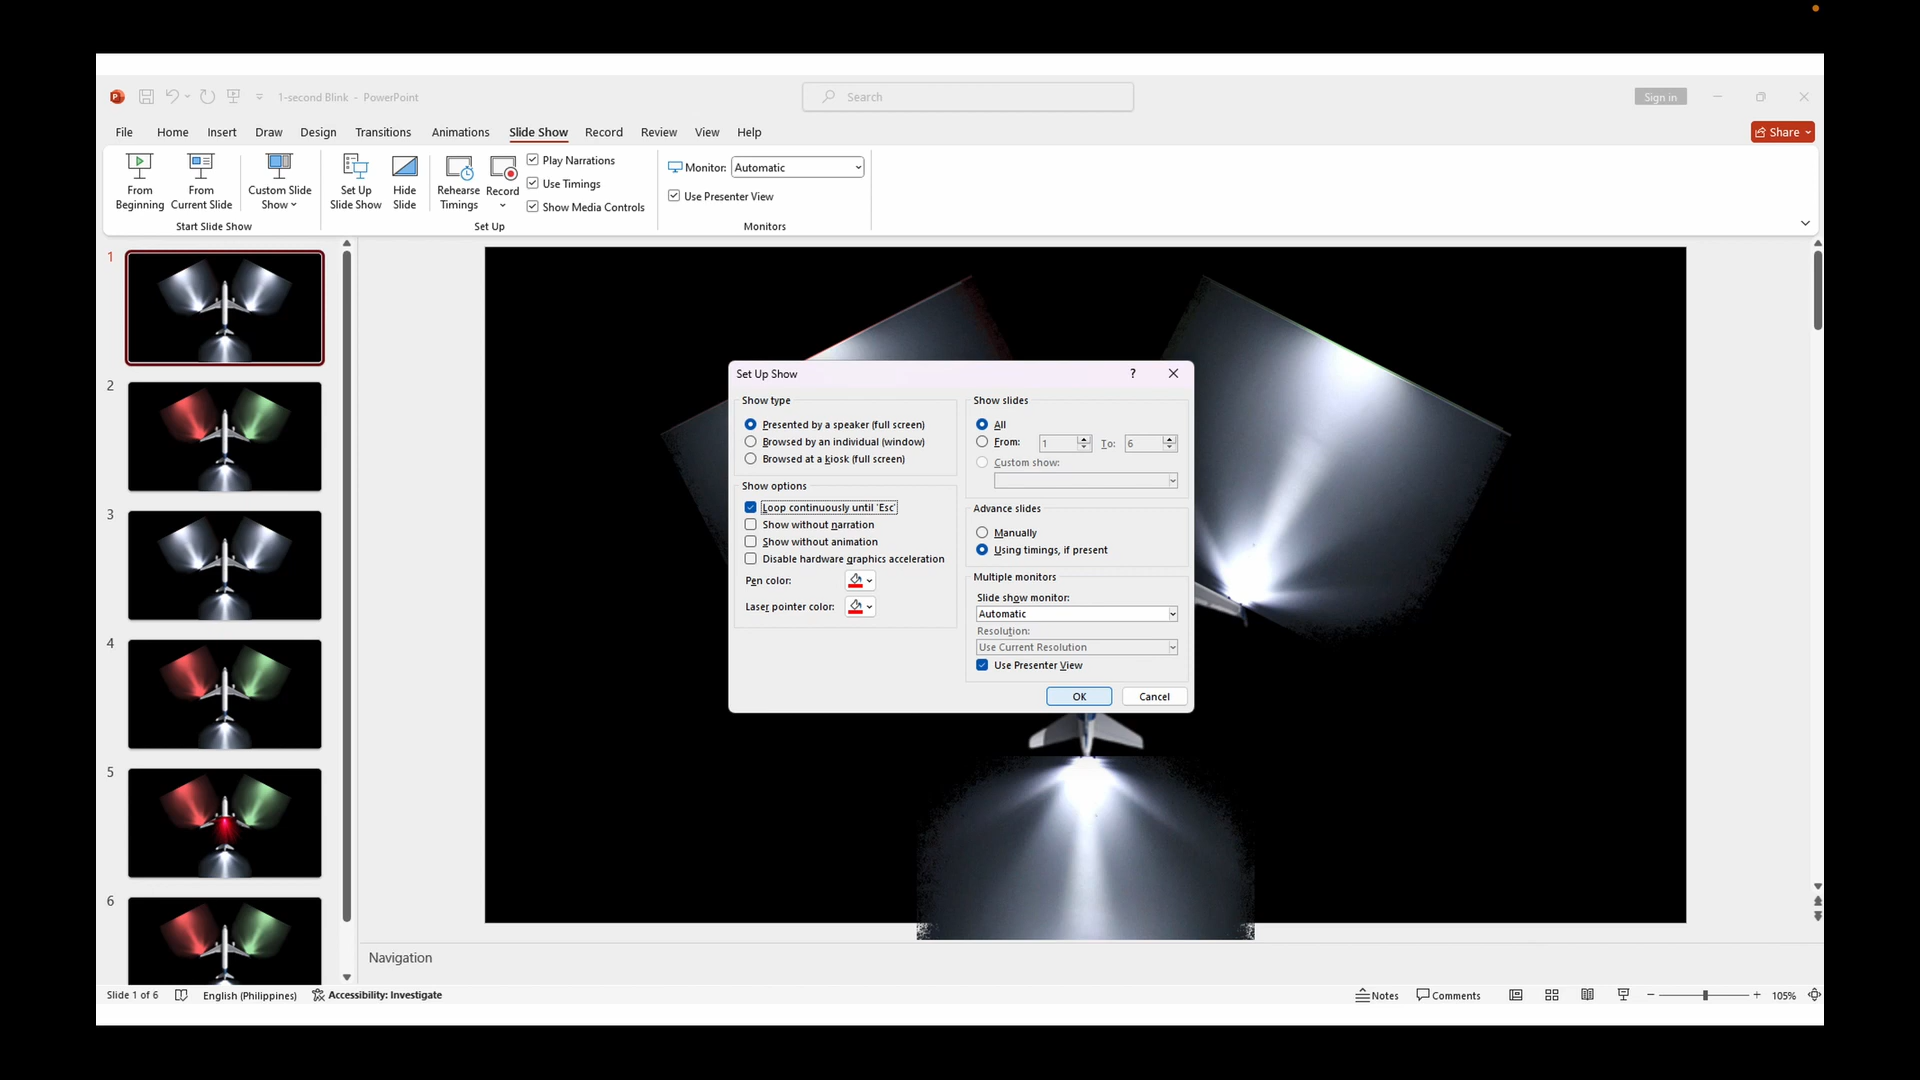 1-second Blink - PowerPoint
Search
Sign in
File Home Insert Draw Design Transitions Animations Slide Show Record Review View Help
Share
From Beginning
From Current Slide
Custom Slide Show
Start Slide Show
Set Up Slide Show
Hide Slide
Rehearse Timings
Record
Play Narrations
Use Timings
Show Media Controls
Set Up
Monitor: Automatic
Use Presenter View
Monitors
1
2
3
4
5
6
Set Up Show ?
Show type
Presented by a speaker (full screen)
Browsed by an individual (window)
Browsed at a kiosk (full screen)
Show options
Loop continuously until 'Esc'
Show without narration
Show without animation
Disable hardware graphics acceleration
Pen color:
Laser pointer color:
Show slides
All
From: 1 To: 6
Custom show:
Advance slides
Manually
Using timings, if present
Multiple monitors
Slide show monitor:
Automatic
Resolution:
Use Current Resolution
Use Presenter View
OK Cancel
Navigation
Slide 1 of 6 English (Philippines) Accessibility: Investigate Notes Comments 105%